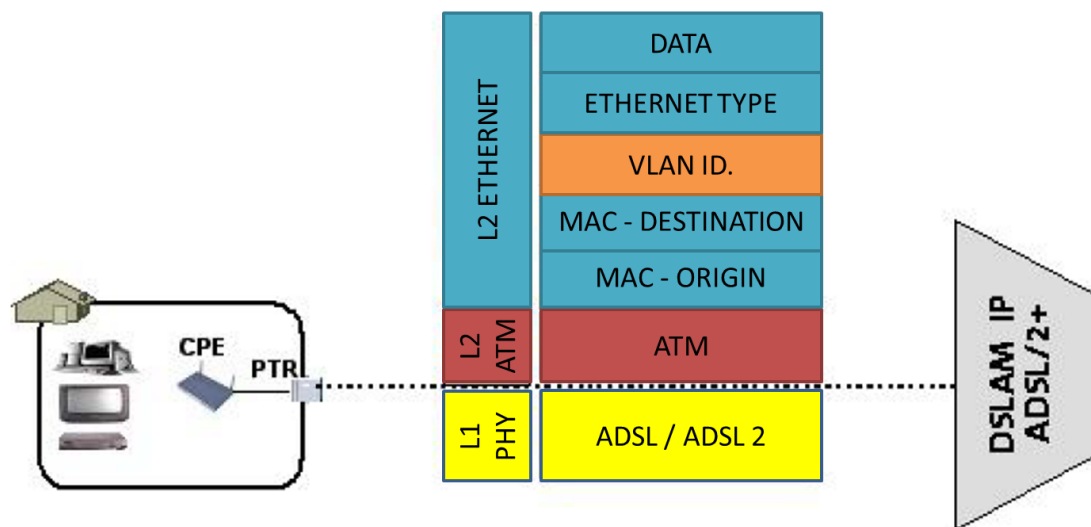 L2 ETHERNET
DATA
ETHERNET TYPE
VLAN ID.
MAC - DESTINATION
MAC - ORIGIN
L2
ATM
ATM
L1
PHY
ADSL / ADSL 2
CPE
PTR
DSLAM IP
ADSL/2+